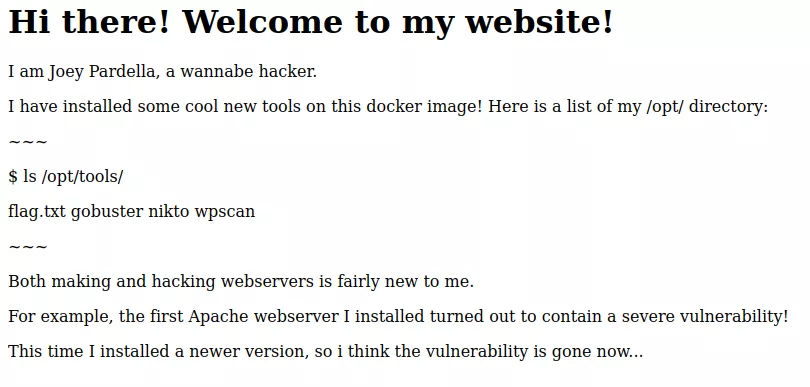 Hi there! Welcome to my website!
I am Joey Pardella, a wannabe hacker.
I have installed some cool new tools on this docker image! Here is a list of my /opt/ directory:
~~~
$ ls /opt/tools/
flag.txt gobuster nikto wpscan
~~~
Both making and hacking webservers is fairly new to me.
For example, the first Apache webserver I installed turned out to contain a severe vulnerability!
This time I installed a newer version, so i think the vulnerability is gone now...